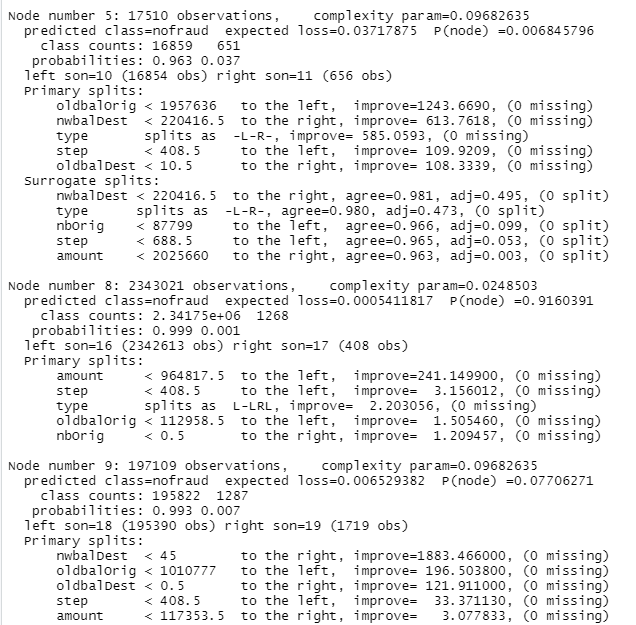 Node number 5: 17510 observations,    complexity param=0.09682635
  predicted class=nofraud  expected loss=0.03717875  P(node) =0.006845796
    class counts: 16859   651
   probabilities: 0.963 0.037
  left son=10 (16854 obs) right son=11 (656 obs)
  Primary splits:
      oldbalOrig < 1957636   to the left,  improve=1243.6690, (0 missing)
      nwbalDest  < 220416.5  to the right, improve= 613.7618, (0 missing)
      type       splits as  -L-R-, improve= 585.0593, (0 missing)
      step       < 408.5     to the left,  improve= 109.9209, (0 missing)
      oldbalDest < 10.5      to the right, improve= 108.3339, (0 missing)
  Surrogate splits:
      nwbalDest < 220416.5  to the right, agree=0.981, adj=0.495, (0 split)
      type      splits as  -L-R-, agree=0.980, adj=0.473, (0 split)
      nbOrig    < 87799     to the left,  agree=0.966, adj=0.099, (0 split)
      step      < 688.5     to the left,  agree=0.965, adj=0.053, (0 split)
      amount    < 2025660   to the right, agree=0.963, adj=0.003, (0 split)

Node number 8: 2343021 observations,    complexity param=0.0248503
  predicted class=nofraud  expected loss=0.0005411817  P(node) =0.9160391
    class counts: 2.34175e+06  1268
   probabilities: 0.999 0.001
  left son=16 (2342613 obs) right son=17 (408 obs)
  Primary splits:
      amount     < 964817.5  to the left,  improve=241.149900, (0 missing)
      step       < 408.5     to the left,  improve=  3.156012, (0 missing)
      type       splits as  L-LRL, improve=  2.203056, (0 missing)
      oldbalOrig < 112958.5  to the left,  improve=  1.505460, (0 missing)
      nbOrig     < 0.5       to the right, improve=  1.209457, (0 missing)

Node number 9: 197109 observations,    complexity param=0.09682635
  predicted class=nofraud  expected loss=0.006529382  P(node) =0.07706271
    class counts: 195822  1287
   probabilities: 0.993 0.007
  left son=18 (195390 obs) right son=19 (1719 obs)
  Primary splits:
      nwbalDest  < 45        to the right, improve=1883.466000, (0 missing)
      oldbalOrig < 1010777   to the left,  improve= 196.503800, (0 missing)
      oldbalDest < 0.5       to the right, improve= 121.911000, (0 missing)
      step       < 408.5     to the left,  improve=  33.371130, (0 missing)
      amount     < 117353.5  to the right, improve=   3.077833, (0 missing)